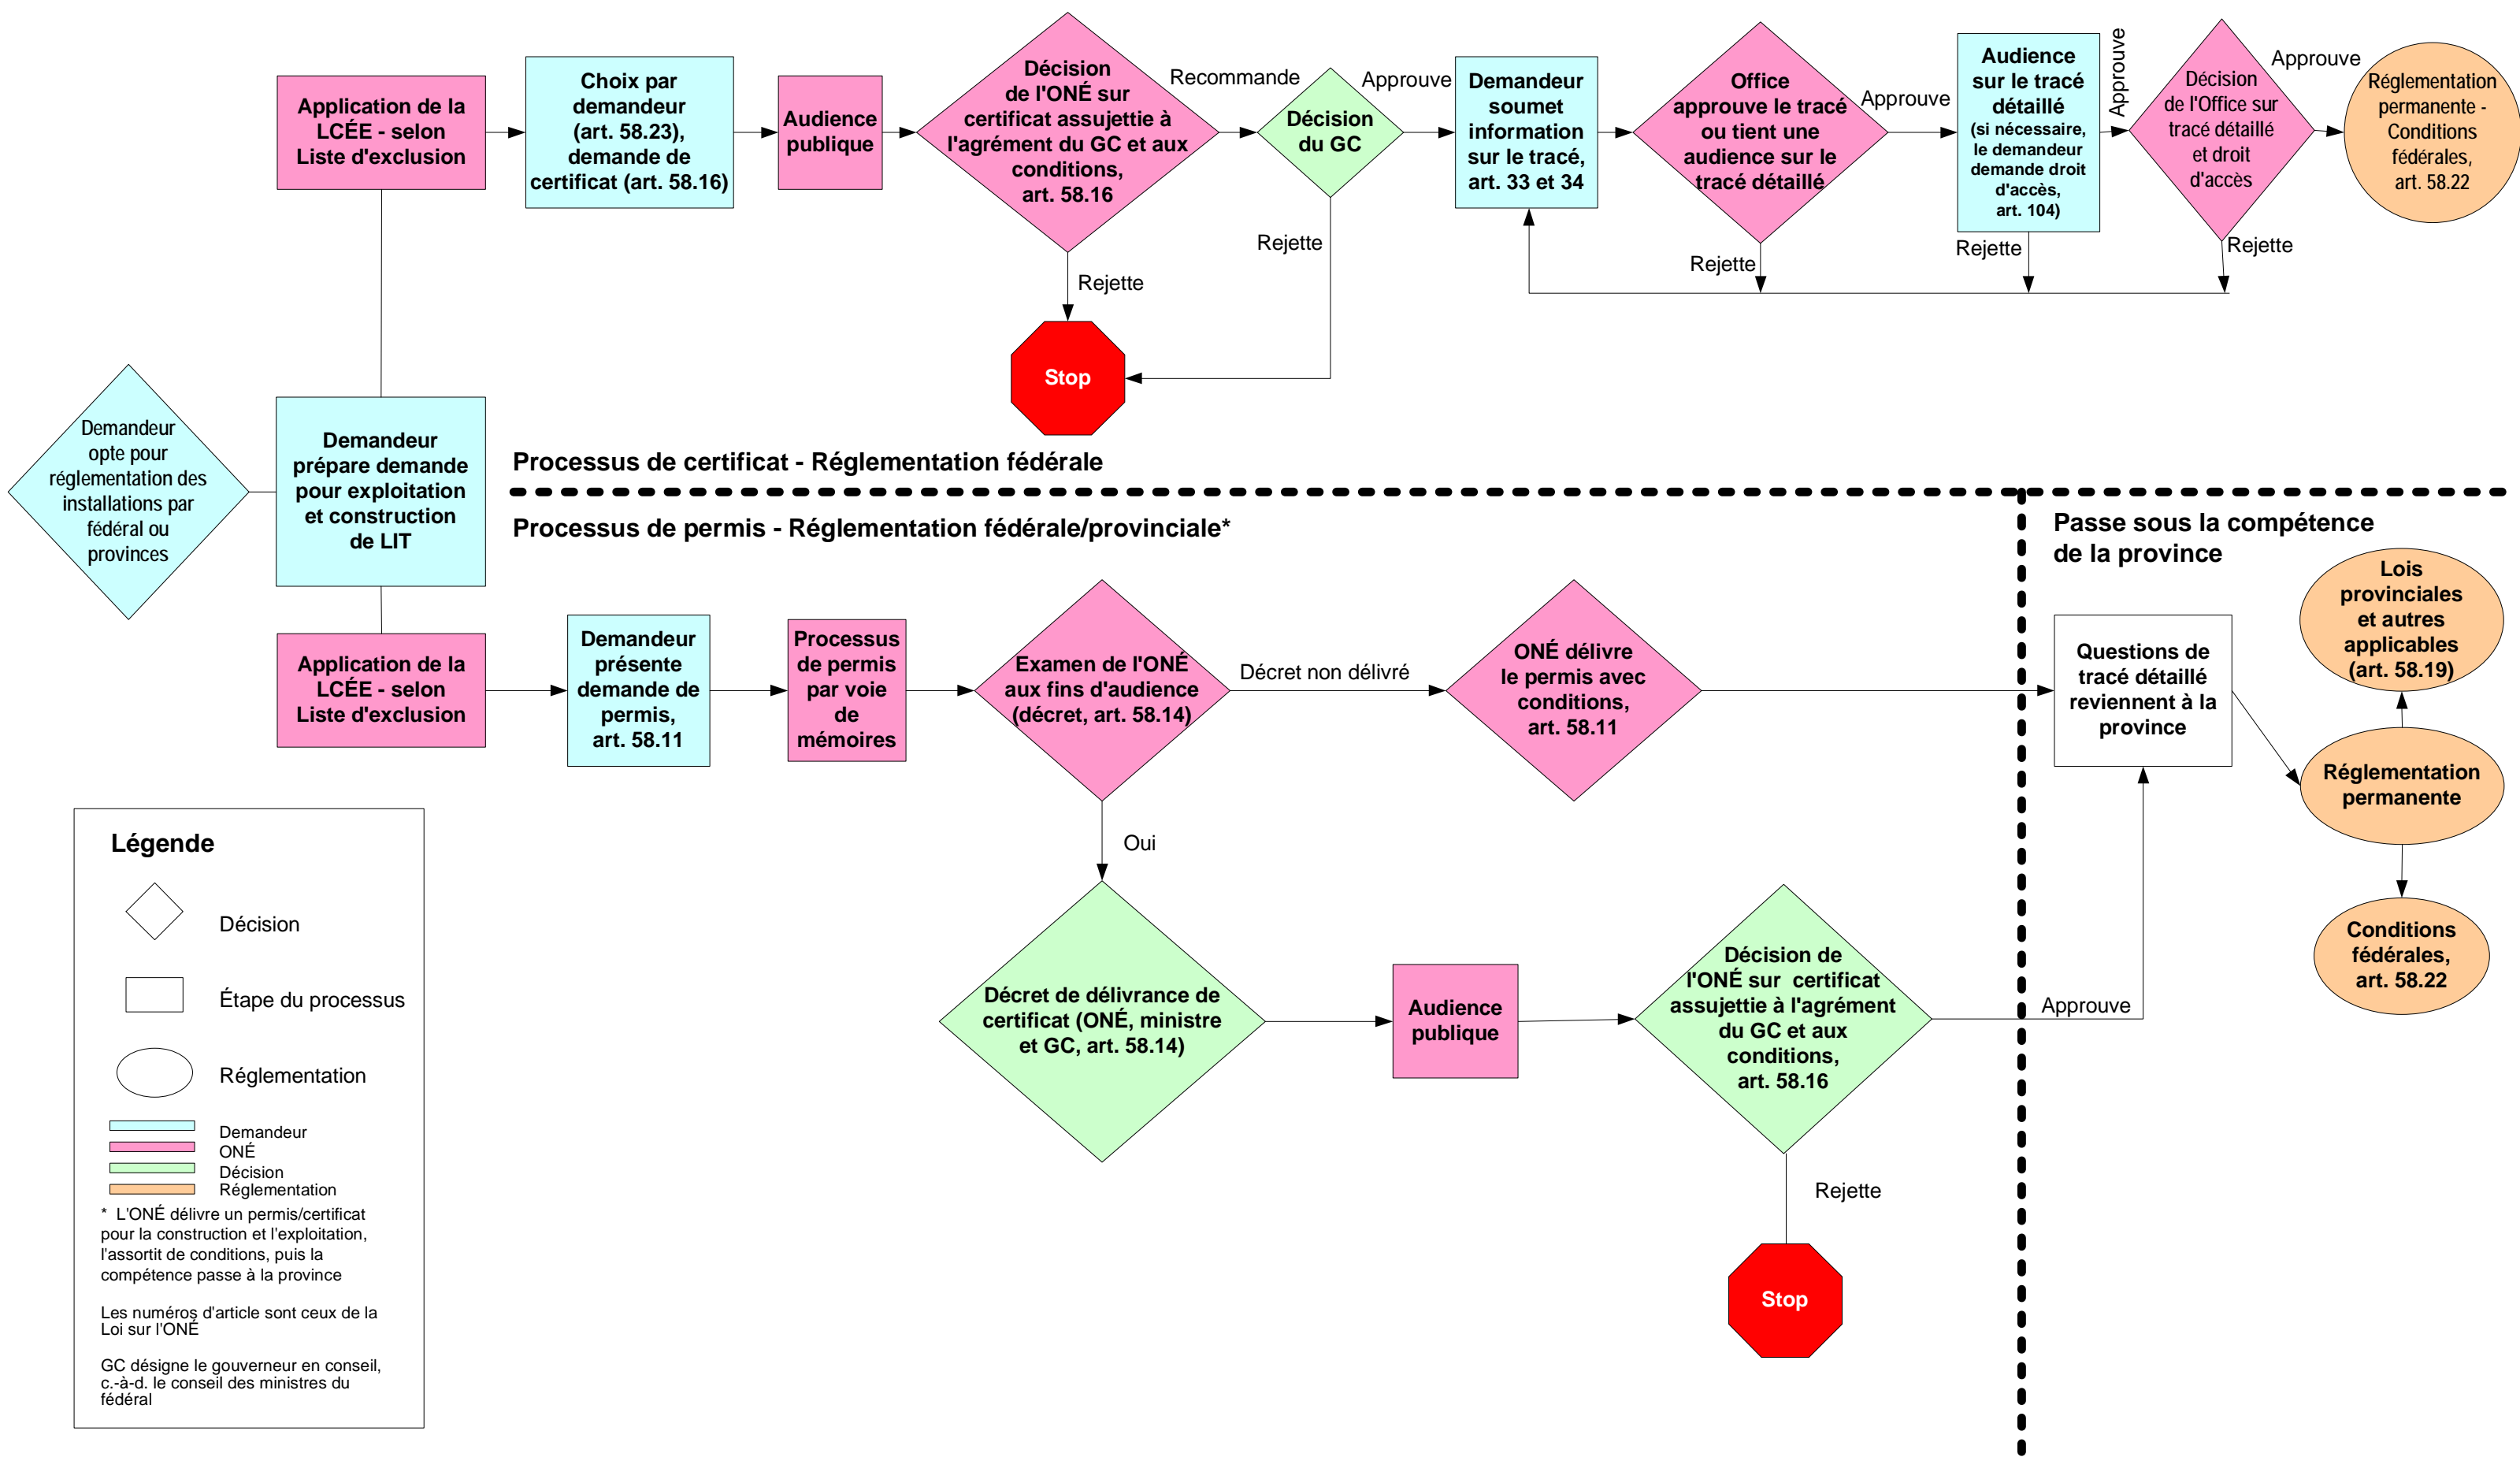 Application de la
LCÉE - selon
Liste d'exclusion
Choix par
demandeur
(art. 58.23),
demande de
certificat (art. 58.16)
Audience
publique
Décision
de l'ONÉ sur
certificat assujettie à
l'agrément du GC et aux
conditions,
art. 58.16
Recommande
Rejette
Décision
du GC
Approuve
Rejette
Stop
Demandeur
soumet
information
sur le tracé,
art. 33 et 34
Office
approuve le tracé
ou tient une
audience sur le
tracé détaillé
Approuve
Rejette
Audience
sur le tracé
détaillé
(si nécessaire,
le demandeur
demande droit
d'accès,
art. 104)
Approuve
Rejette
Décision
de l'Office sur
tracé détaillé
et droit
d'accès
Approuve
Rejette
Réglementation
permanente -
Conditions
fédérales,
art. 58.22
Demandeur
opte pour
réglementation des
installations par
fédéral ou
provinces
Demandeur
prépare demande
pour exploitation
et construction
de LIT
Processus de certificat - Réglementation fédérale
Processus de permis - Réglementation fédérale/provinciale*
Passe sous la compétence
de la province
Application de la
LCÉE - selon
Liste d'exclusion
Demandeur
présente
demande de
permis,
art. 58.11
Processus
de permis
par voie
de
mémoires
Examen de l'ONÉ
aux fins d'audience
(décret, art. 58.14)
Décret non délivré
Oui
ONÉ délivre
le permis avec
conditions,
art. 58.11
Questions de
tracé détaillé
reviennent à la
province
Lois
provinciales
et autres
applicables
(art. 58.19)
Réglementation
permanente
Conditions
fédérales,
art. 58.22
Décret de délivrance de
certificat (ONÉ, ministre
et GC, art. 58.14)
Audience
publique
Décision de
l'ONÉ sur certificat
assujettie à l'agrément
du GC et aux
conditions,
art. 58.16
Approuve
Rejette
Stop
Légende
Décision
Étape du processus
Réglementation
Demandeur
ONÉ
Décision
Réglementation
* L'ONÉ délivre un permis/certificat
pour la construction et l'exploitation,
l'assortit de conditions, puis la
compétence passe à la province
Les numéros d'article sont ceux de la
Loi sur l'ONÉ
GC désigne le gouverneur en conseil,
c.-à-d. le conseil des ministres du
fédéral